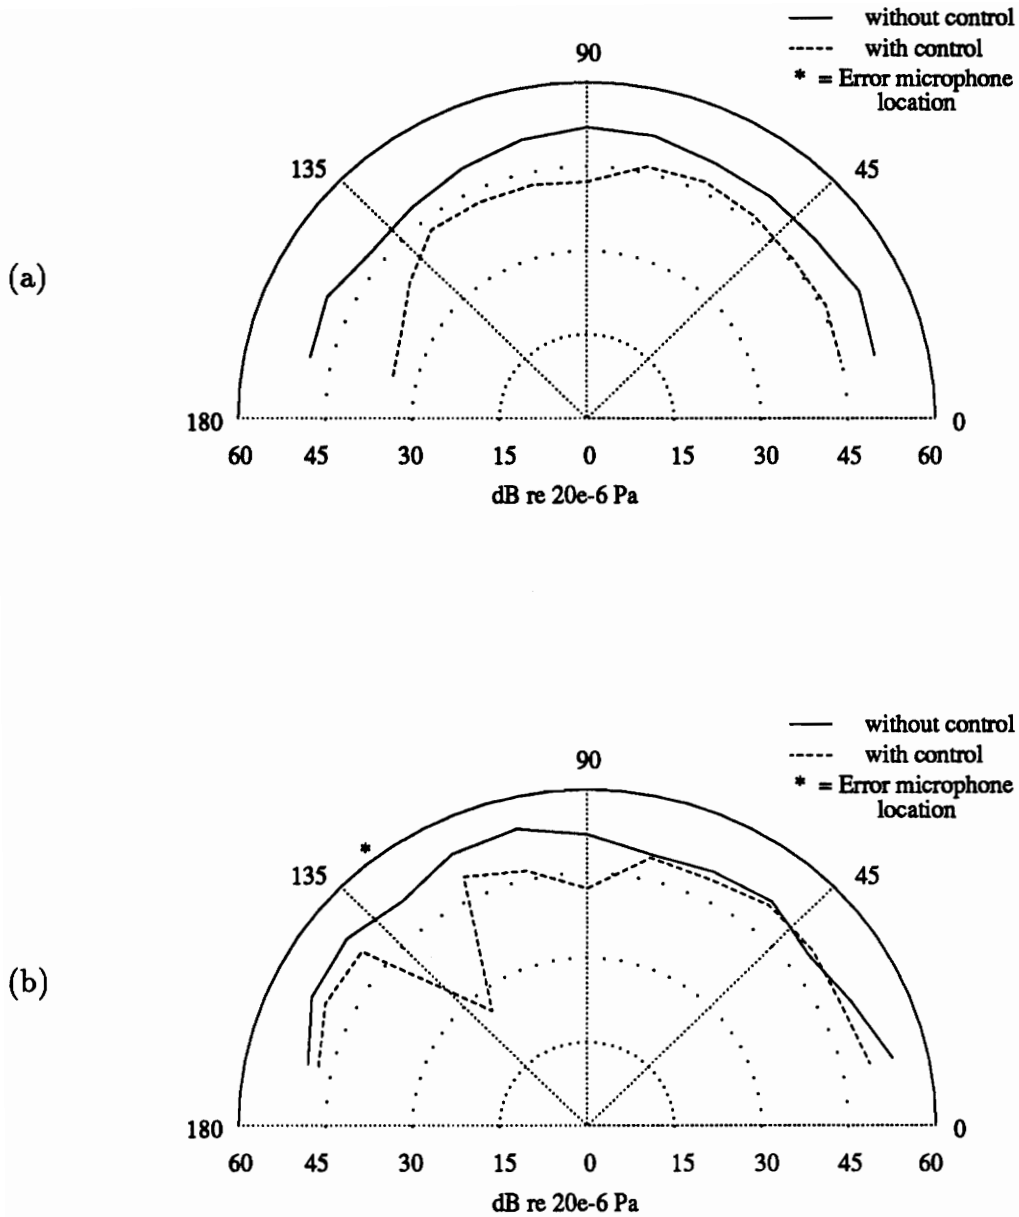 without control
with control
* = Error microphone
location
90
135
45
(a)
180
0
60 45 30 15 0 15 30 45 60
dB re 20e-6 Pa
without control
with control
* = Error microphone
location
90
*
135
45
(b)
180
0
60 45 30 15 0 15 30 45 60
dB re 20e-6 Pa